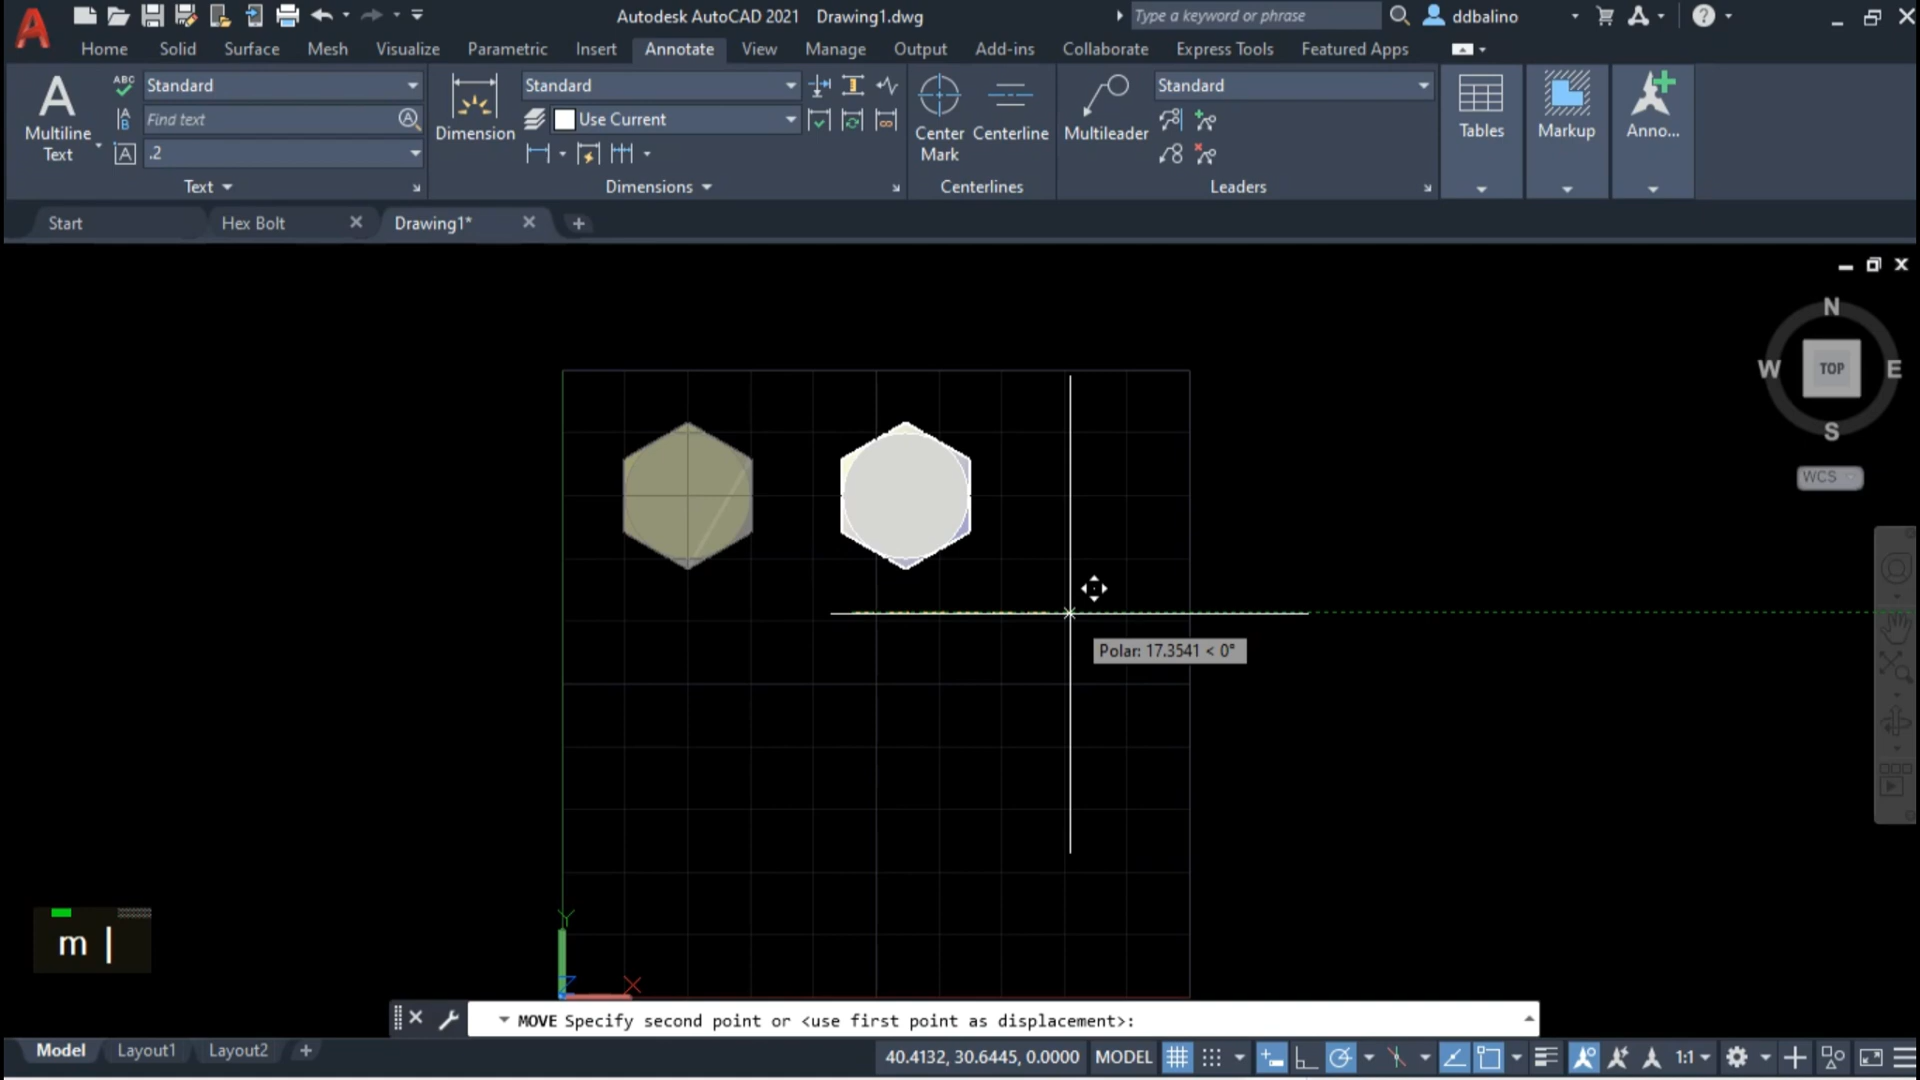 Autodesk AutoCAD 2021 Drawing1.dwg
Type a keyword or phrase
ddbalino
Home Solid Surface Mesh Visualize Parametric Insert Annotate View Manage Output Add-ins Collaborate Express Tools Featured Apps
A
Multiline
Text
ABC
Standard
Find text
.2
Text
Dimension
Standard
Use Current
Dimensions
Center
Mark
Centerline
Centerlines
Multileader
Standard
Leaders
Tables
Markup
Anno...
Start
Hex Bolt
Drawing1*
N
W TOP E
S
WCS
Polar: 17.3541 < 0°
Y
Z
X
m
MOVE Specify second point or <use first point as displacement>:
Model Layout1 Layout2
40.4132, 30.6445, 0.0000 MODEL 1:1